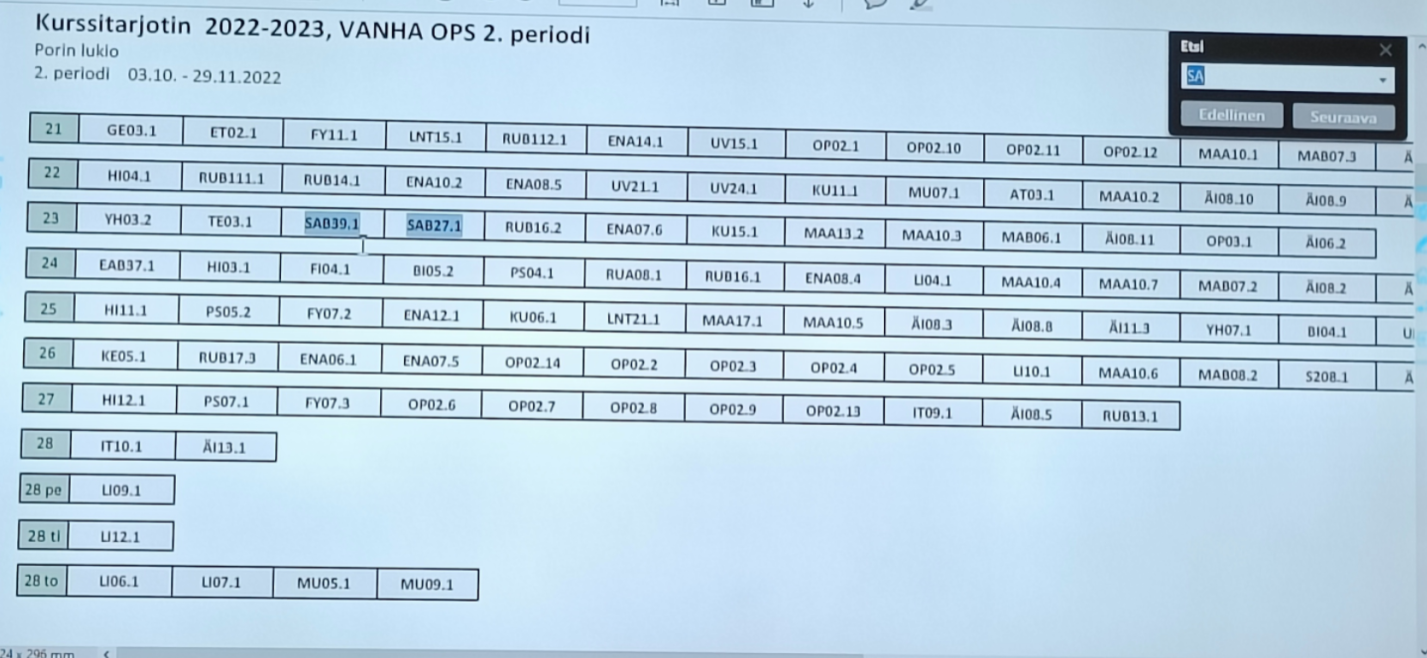 Kurssitarjotin 2022-2023, VANHA OPS 2. periodi
Porin lukio
2. periodi 03.10. - 29.11.2022
Etsi
SA
Edellinen Seuraava
21 GE03.1 ET02.1 FY11.1 LNT15.1 RUB112.1 ENA14.1 UV15.1 OP02.1 OP02.10 OP02.11 OP02.12 MAA10.1 MAB07.3 Ä
22 HI04.1 RUB111.1 RUB14.1 ENA10.2 ENA08.5 UV21.1 UV24.1 KU11.1 MU07.1 AT03.1 MAA10.2 ÄI08.10 ÄI08.9 Ä
23 YH03.2 TE03.1 SAB39.1 SAB27.1 RUB16.2 ENA07.6 KU15.1 MAA13.2 MAA10.3 MAB06.1 ÄI08.11 OP03.1 ÄI06.2
24 EAB37.1 HI03.1 FI04.1 BI05.2 PS04.1 RUA08.1 RUB16.1 ENA08.4 LI04.1 MAA10.4 MAA10.7 MAB07.2 ÄI08.2 Ä
25 HI11.1 PS05.2 FY07.2 ENA12.1 KU06.1 LNT21.1 MAA17.1 MAA10.5 ÄI08.3 ÄI08.8 ÄI11.3 YH07.1 BI04.1 U
26 KE05.1 RUB17.3 ENA06.1 ENA07.5 OP02.14 OP02.2 OP02.3 OP02.4 OP02.5 LI10.1 MAA10.6 MAB08.2 S208.1 Ä
27 HI12.1 PS07.1 FY07.3 OP02.6 OP02.7 OP02.8 OP02.9 OP02.13 IT09.1 ÄI08.5 RUB13.1
28 IT10.1 ÄI13.1
28 pe LI09.1
28 ti LI12.1
28 to LI06.1 LI07.1 MU05.1 MU09.1
24 x 296 mm